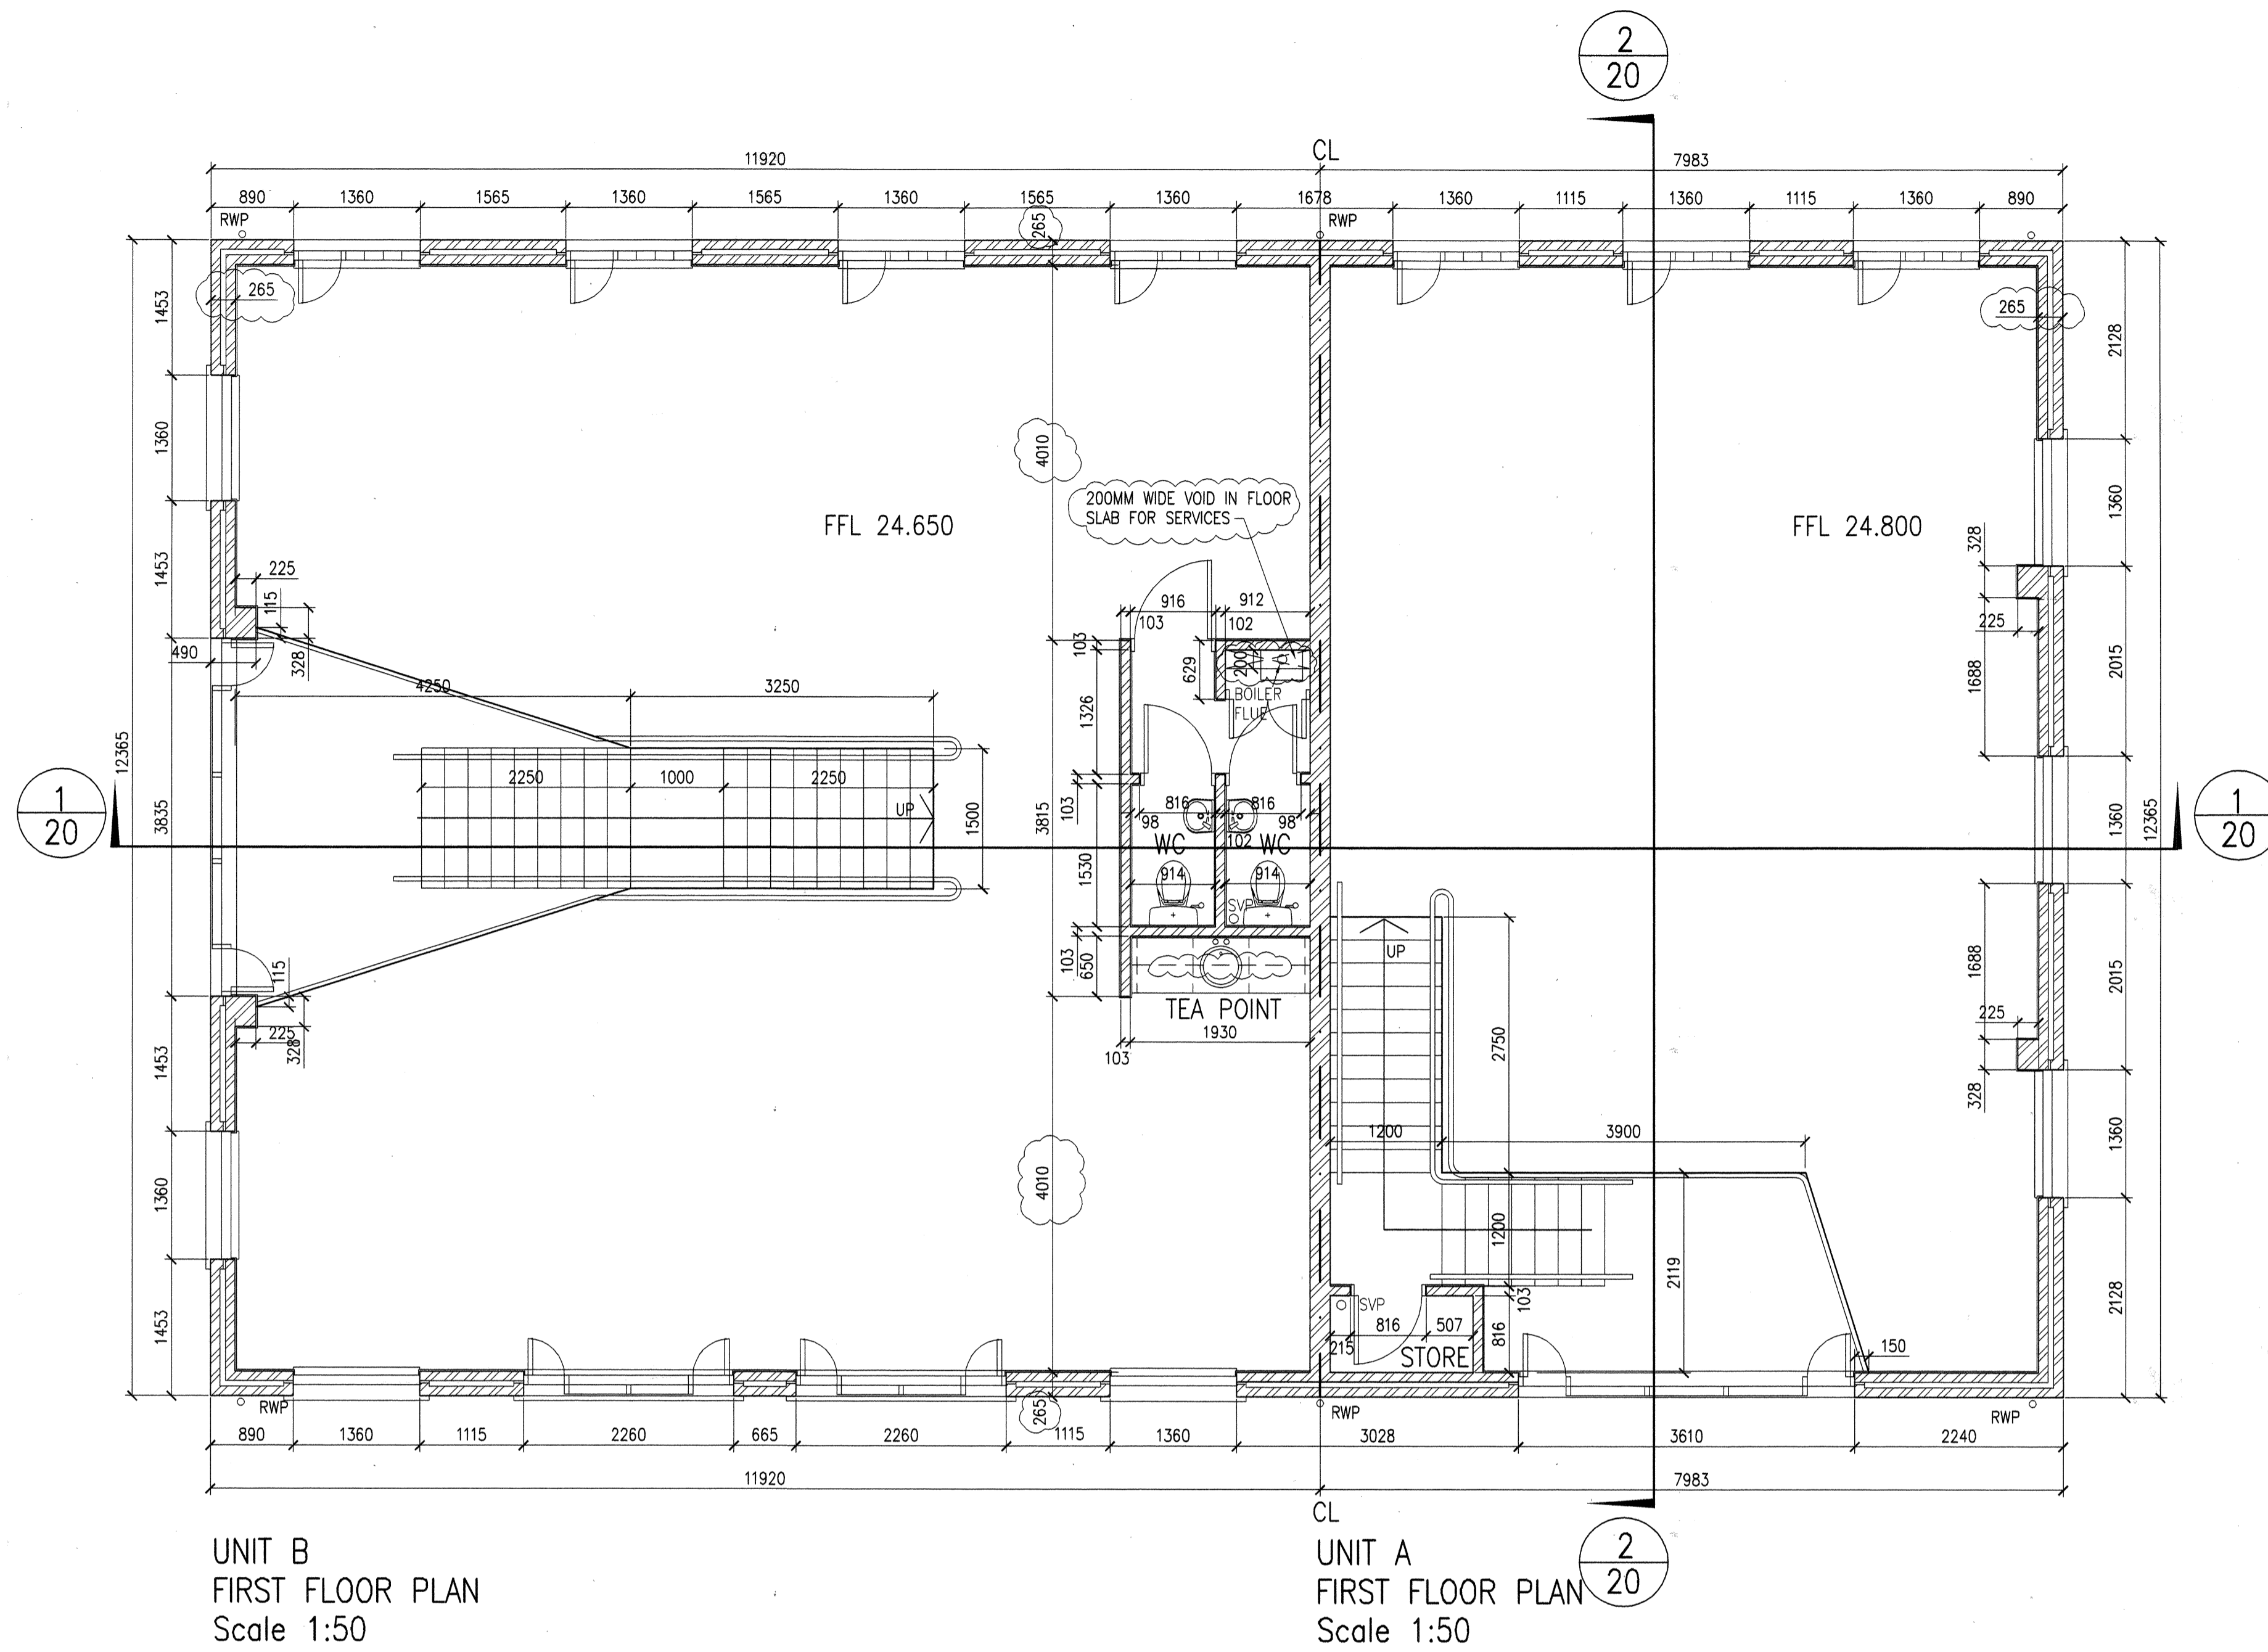 2
20
CL
11920
7983
890 1360 1565 1360 1565 1360 1565 1360 1678 1360 1115 1360 1115 1360 890
RWP
RWP
265
265
265
1453
1360
1453
3835
1453
1360
1453
12365
4010
200MM WIDE VOID IN FLOOR
SLAB FOR SERVICES
FFL 24.650
FFL 24.800
225
115
328
490
4250
3250
2250
1000
2250
UP
1500
115
225
328
916
912
103
102
103
629
200
BOILER
FLUE
1326
3815
103
816
816
98
98
WC
102
WC
1530
914
914
SVP
103
650
TEA POINT
1930
103
4010
2128
1360
328
225
2015
1688
1360
12365
1688
2015
225
328
1360
2128
1
20
1
20
UP
2750
1200
3900
1200
2119
103
SVP
215
816
507
816
STORE
150
RWP
265
RWP
RWP
890 1360 1115 2260 665 2260 1115 1360 3028 3610 2240
11920
7983
CL
2
20
UNIT B
FIRST FLOOR PLAN
Scale 1:50
UNIT A
FIRST FLOOR PLAN
Scale 1:50